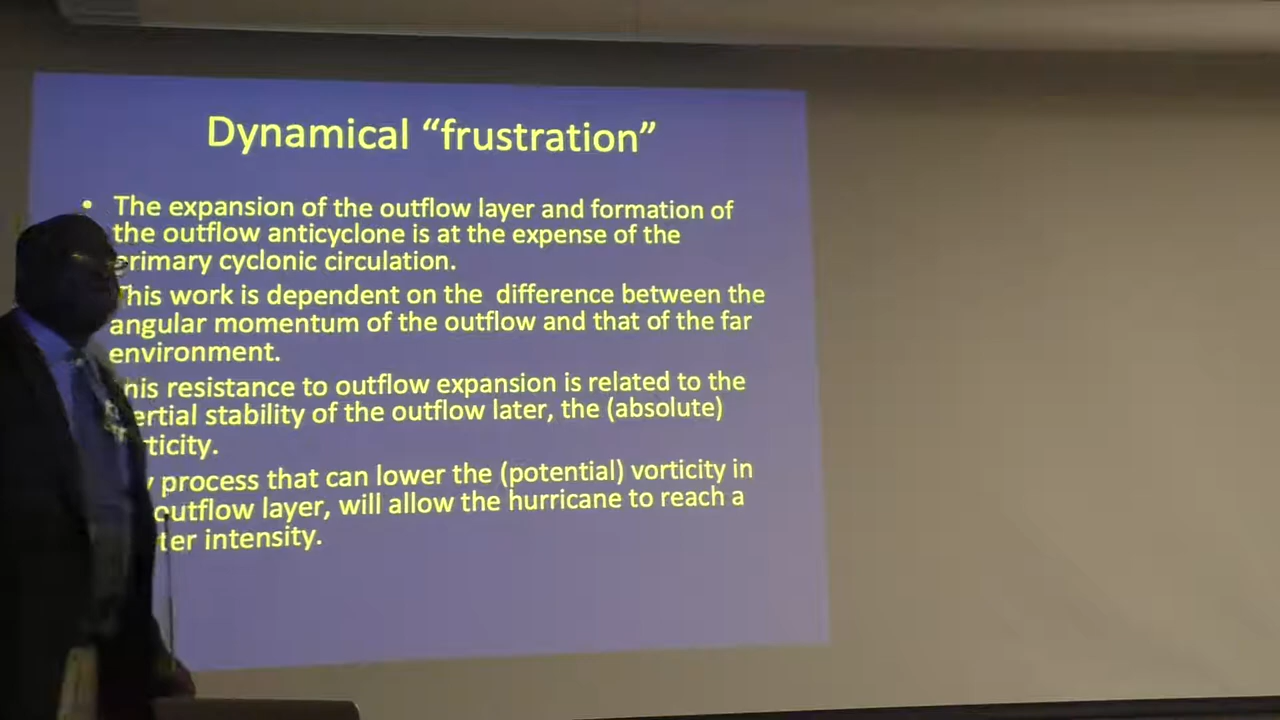 Dynamical “frustration”
• The expansion of the outflow layer and formation of
the outflow anticyclone is at the expense of the
primary cyclonic circulation.
This work is dependent on the difference between the
angular momentum of the outflow and that of the far
environment.
his resistance to outflow expansion is related to the
ertial stability of the outflow later, the (absolute)
ticity.
y process that can lower the (potential) vorticity in
outflow layer, will allow the hurricane to reach a
ter intensity.